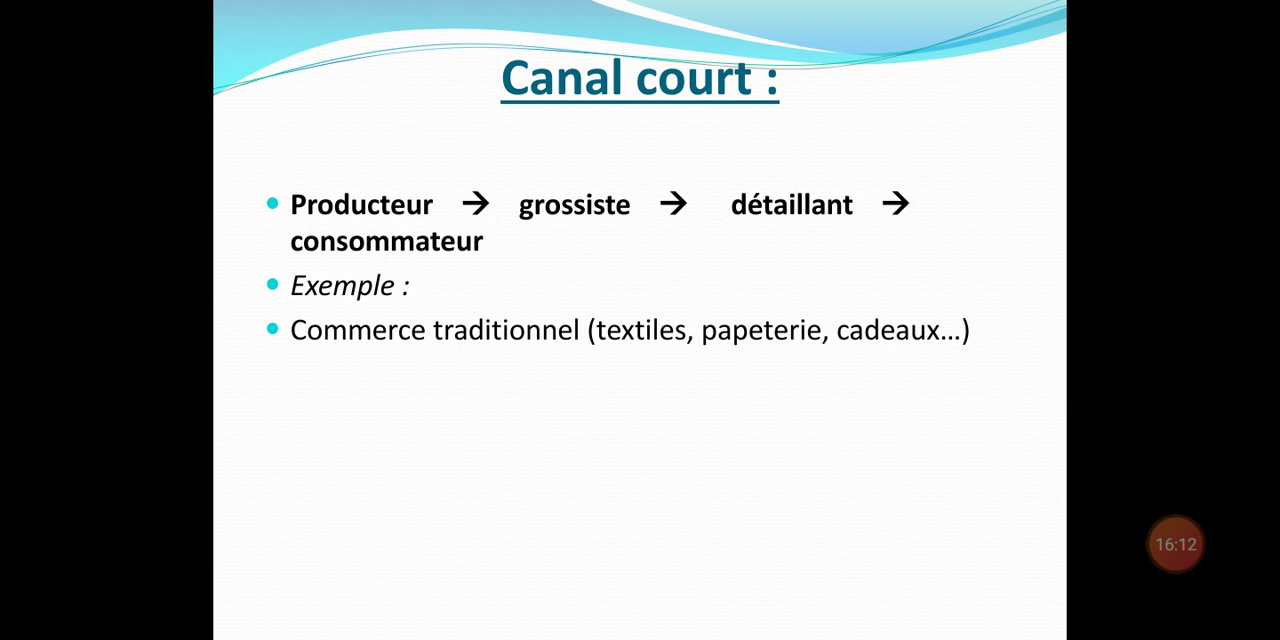 Canal court :
Producteur → grossiste → détaillant →
consommateur
Exemple :
Commerce traditionnel (textiles, papeterie, cadeaux…)
16:12